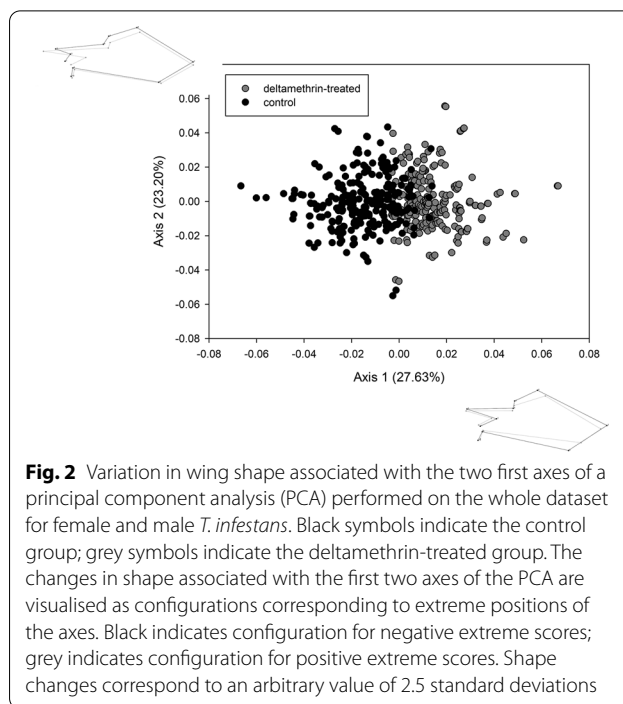 deltamethrin-treated
control
0.06
0.04
0.02
0.00
-0.02
-0.04
-0.06
-0.08
Axis 2 (23.20%)
-0.08 -0.06 -0.04 -0.02 0.00 0.02 0.04 0.06 0.08
Axis 1 (27.63%)
Fig. 2 Variation in wing shape associated with the two first axes of a
principal component analysis (PCA) performed on the whole dataset
for female and male T. infestans. Black symbols indicate the control
group; grey symbols indicate the deltamethrin-treated group. The
changes in shape associated with the first two axes of the PCA are
visualised as configurations corresponding to extreme positions of
the axes. Black indicates configuration for negative extreme scores;
grey indicates configuration for positive extreme scores. Shape
changes correspond to an arbitrary value of 2.5 standard deviations